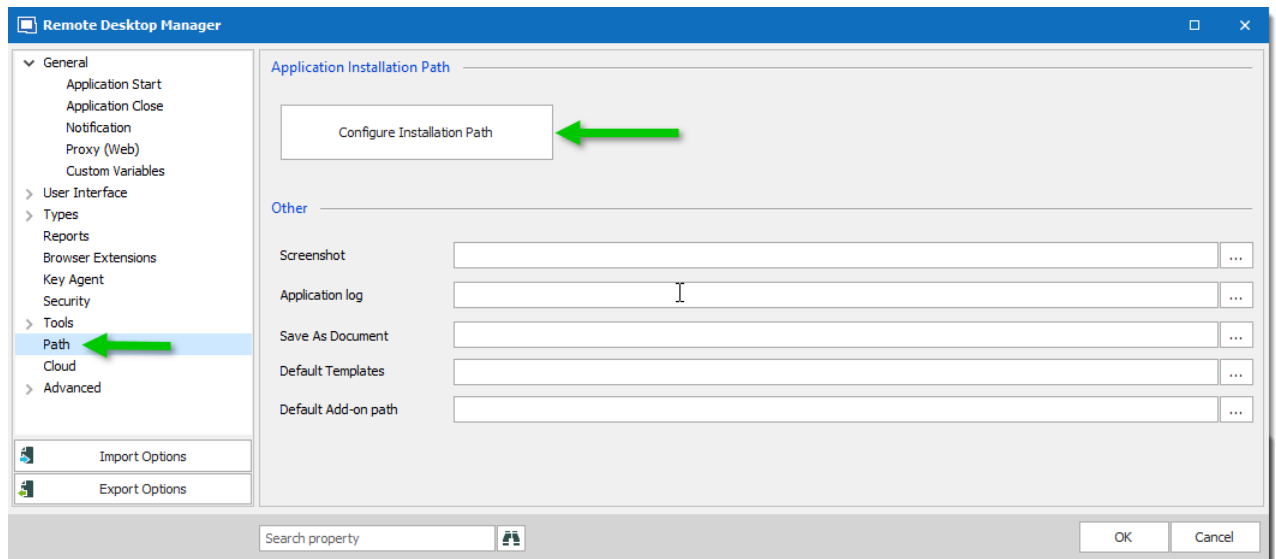 Remote Desktop Manager
General
Application Start
Application Close
Notification
Proxy (Web)
Custom Variables
User Interface
Types
Reports
Browser Extensions
Key Agent
Security
Tools
Path
Cloud
Advanced
Import Options
Export Options
Application Installation Path
Configure Installation Path
Other
Screenshot ...
Application log ...
Save As Document ...
Default Templates ...
Default Add-on path ...
Search property
OK Cancel